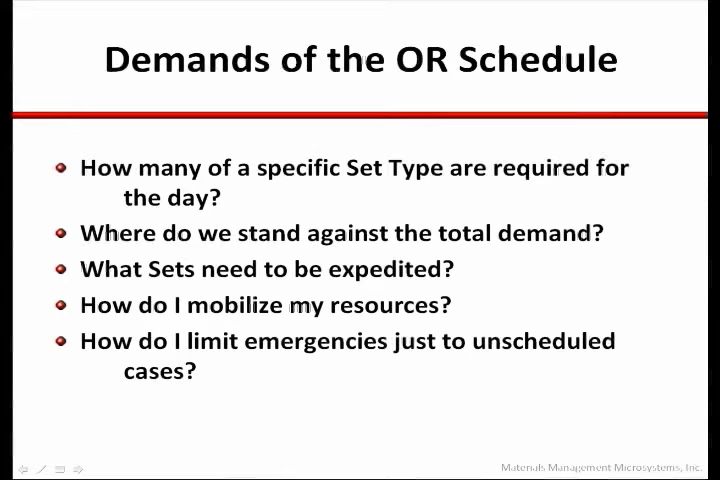 Demands of the OR Schedule
How many of a specific Set Type are required for
the day?
Where do we stand against the total demand?
What Sets need to be expedited?
How do I mobilize my resources?
How do I limit emergencies just to unscheduled
cases?
Materials Management Microsystems, Inc.